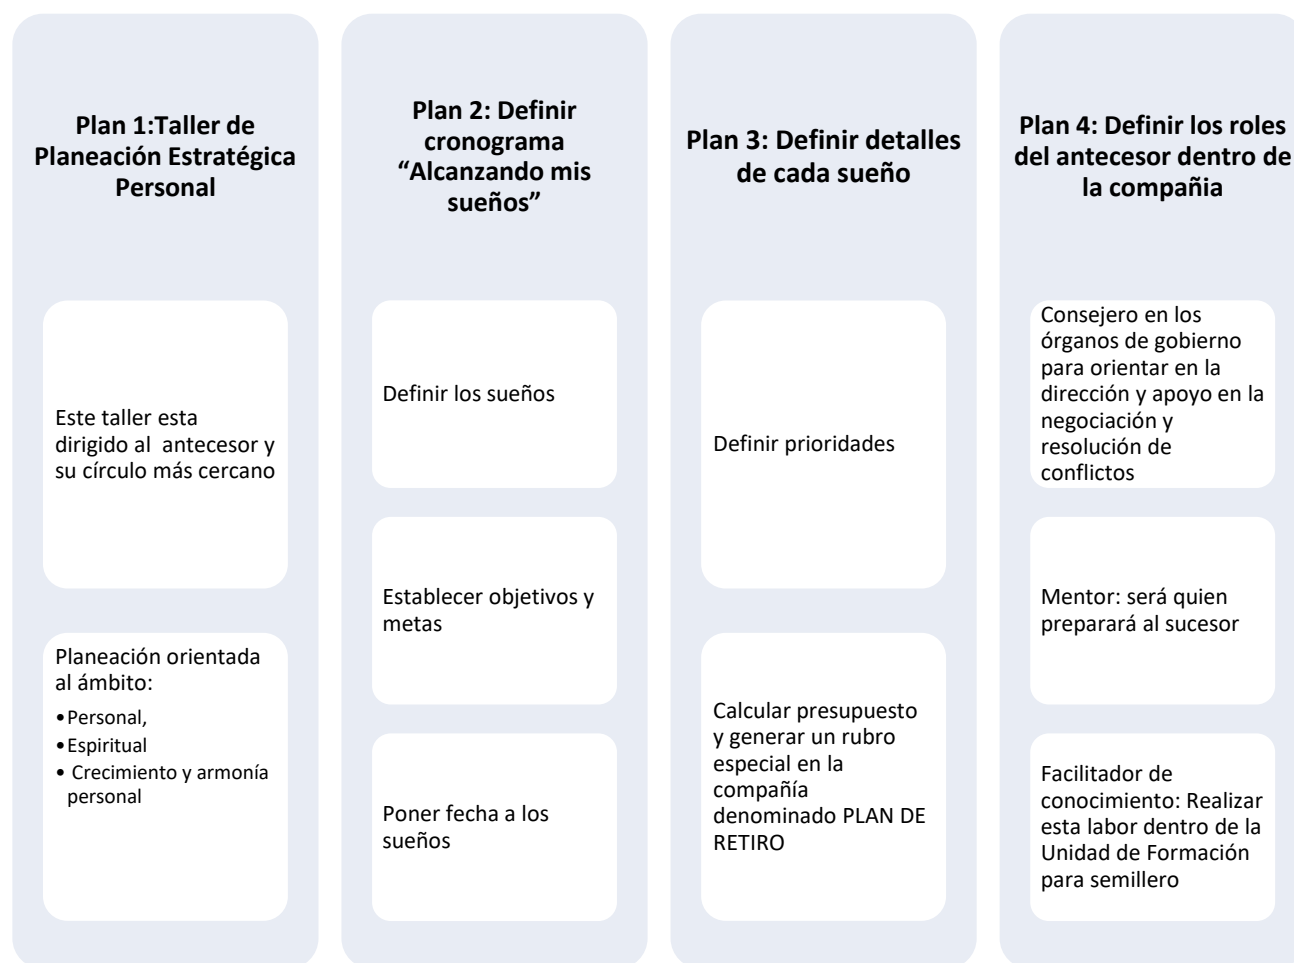 Plan 1:Taller de
Planeación Estratégica
Personal
Este taller esta
dirigido al  antecesor y
su círculo más cercano
Planeación orientada
al ámbito:
•Personal,
•Espiritual
• Crecimiento y armonía
personal
Plan 2: Definir
cronograma
“Alcanzando mis
sueños”
Definir los sueños
Establecer objetivos y
metas
Poner fecha a los
sueños
Plan 3: Definir detalles
de cada sueño
Definir prioridades
Calcular presupuesto
y generar un rubro
especial en la
compañía
denominado PLAN DE
RETIRO
Plan 4: Definir los roles
del antecesor dentro de
la compañia
Consejero en los
órganos de gobierno
para orientar en la
dirección y apoyo en la
negociación y
resolución de
conflictos
Mentor: será quien
preparará al sucesor
Facilitador de
conocimiento: Realizar
esta labor dentro de la
Unidad de Formación
para semillero